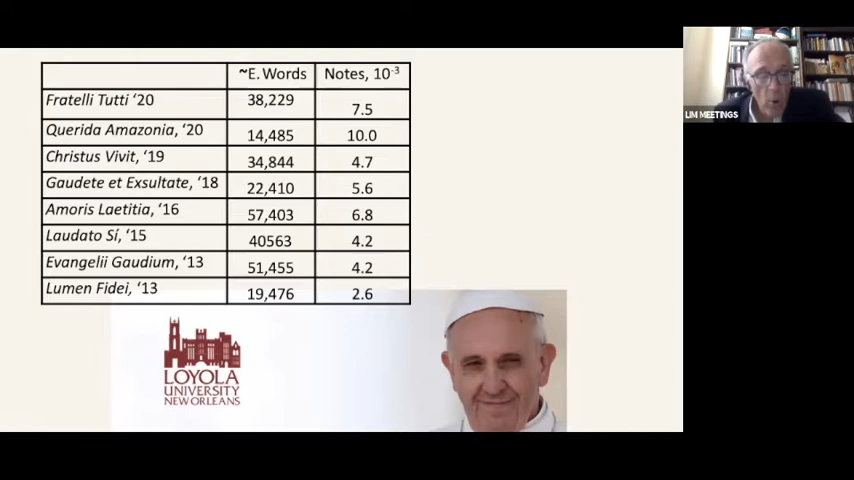 ~E. Words Notes, 10-3
Fratelli Tutti ‘20 38,229 7.5
Querida Amazonia, ‘20 14,485 10.0
Christus Vivit, ‘19 34,844 4.7
Gaudete et Exsultate, ‘18 22,410 5.6
Amoris Laetitia, ‘16 57,403 6.8
Laudato Sí, ‘15 40563 4.2
Evangelii Gaudium, ‘13 51,455 4.2
Lumen Fidei, ‘13 19,476 2.6
LOYOLA
UNIVERSITY
NEW ORLEANS
LIM MEETINGS